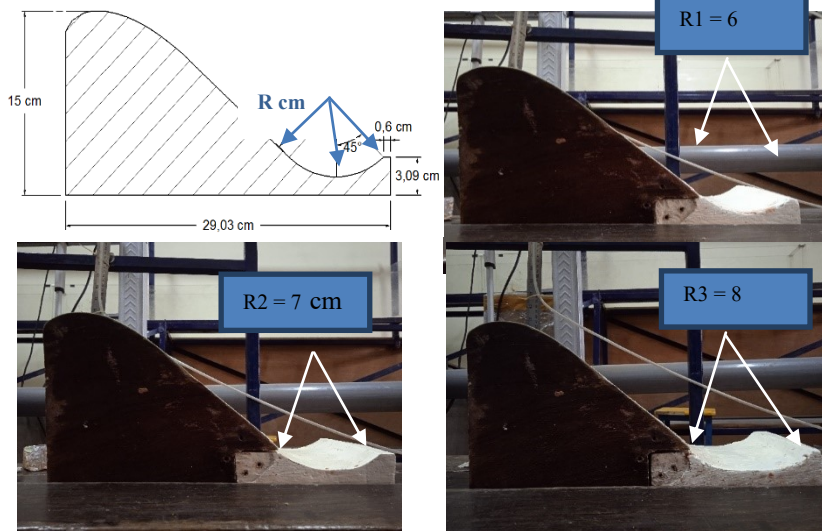 15 cm
R cm
0,6 cm
45°
3,09 cm
29,03 cm
R1 = 6
R2 = 7 cm
R3 = 8